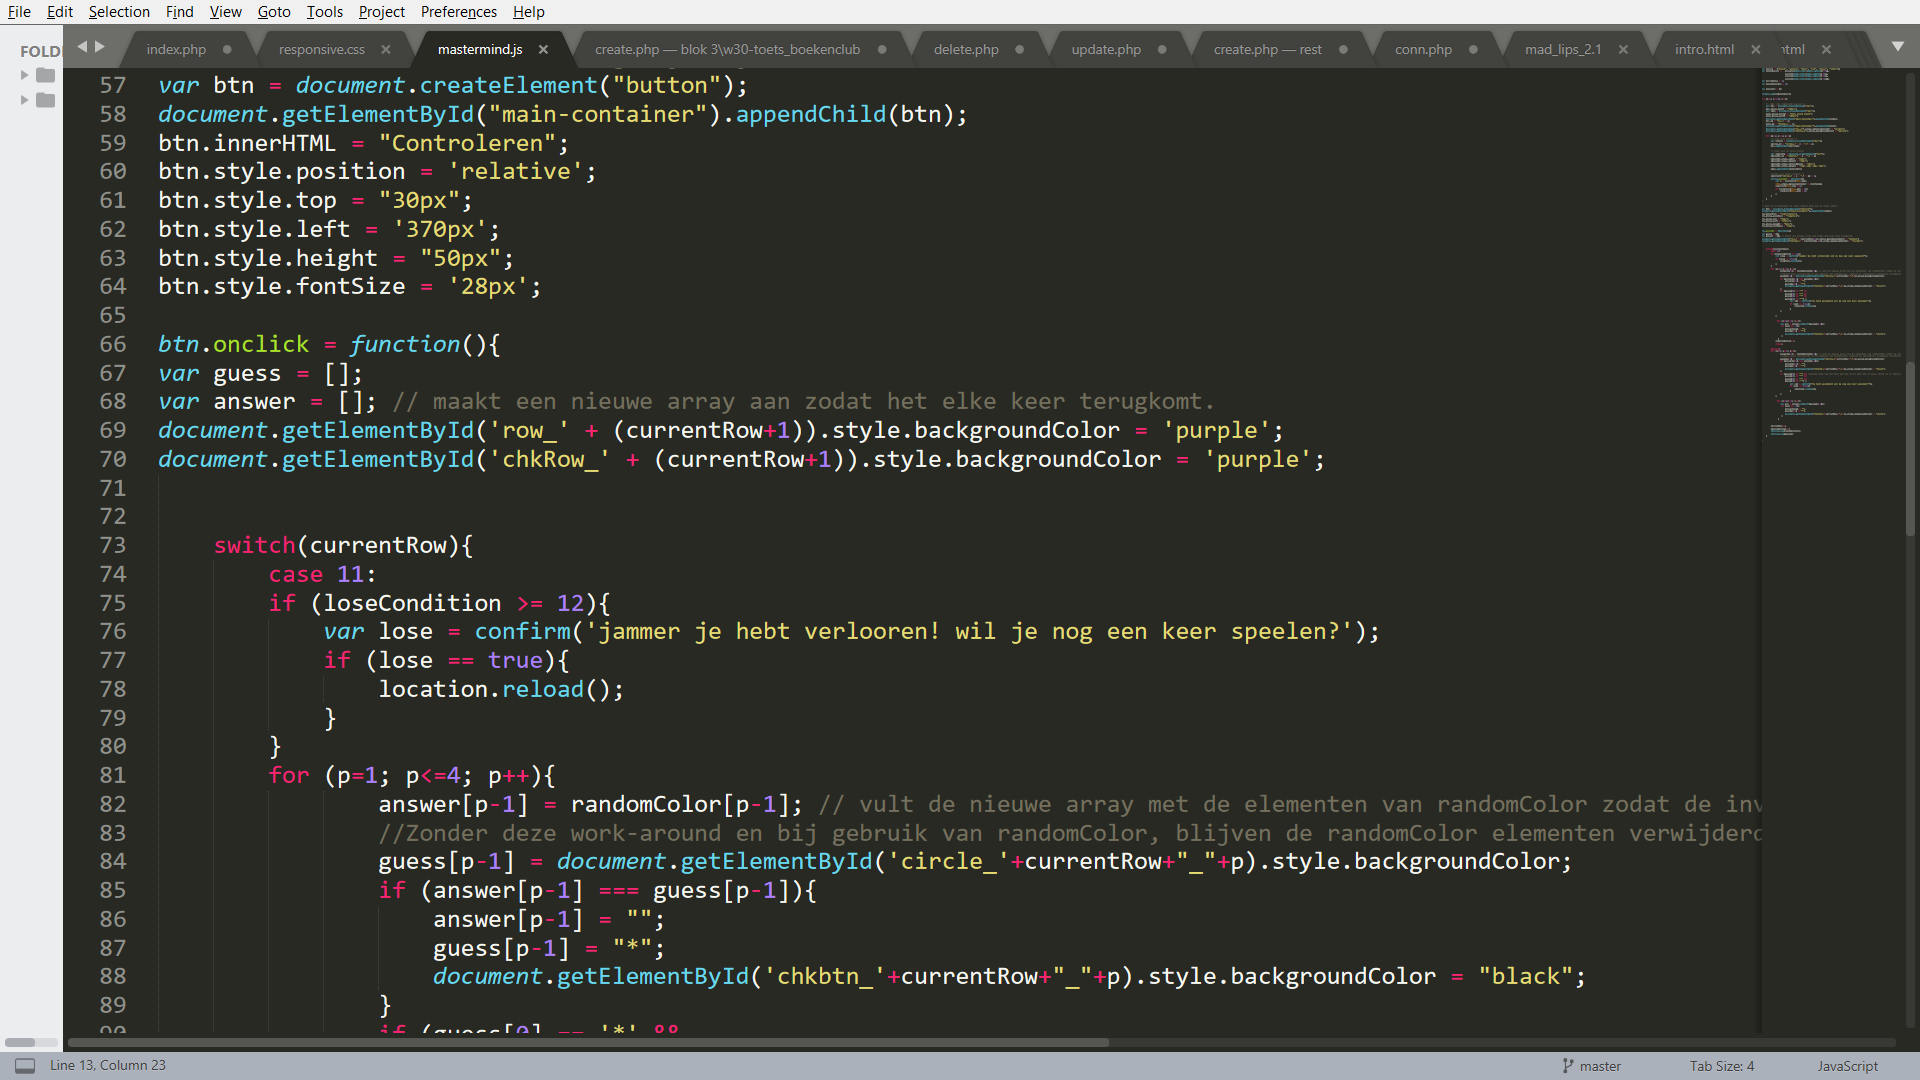 File Edit Selection Find View Goto Tools Project Preferences Help
FOLD
index.php
responsive.css
mastermind.js
create.php — blok 3\w30-toets_boekenclub
delete.php
update.php
create.php — rest
conn.php
mad_lips_2.1
intro.html
html
57 var btn = document.createElement("button");
58 document.getElementById("main-container").appendChild(btn);
59 btn.innerHTML = "Controleren";
60 btn.style.position = 'relative';
61 btn.style.top = "30px";
62 btn.style.left = '370px';
63 btn.style.height = "50px";
64 btn.style.fontSize = '28px';
65
66 btn.onclick = function(){
67 var guess = [];
68 var answer = []; // maakt een nieuwe array aan zodat het elke keer terugkomt.
69 document.getElementById('row_' + (currentRow+1)).style.backgroundColor = 'purple';
70 document.getElementById('chkRow_' + (currentRow+1)).style.backgroundColor = 'purple';
71
72
73 switch(currentRow){
74 case 11:
75 if (loseCondition >= 12){
76 var lose = confirm('jammer je hebt verlooren! wil je nog een keer speelen?');
77 if (lose == true){
78 location.reload();
79 }
80 }
81 for (p=1; p<=4; p++){
82 answer[p-1] = randomColor[p-1]; // vult de nieuwe array met de elementen van randomColor zodat de inv
83 //Zonder deze work-around en bij gebruik van randomColor, blijven de randomColor elementen verwijderd
84 guess[p-1] = document.getElementById('circle_'+currentRow+"_"+p).style.backgroundColor;
85 if (answer[p-1] === guess[p-1]){
86 answer[p-1] = "";
87 guess[p-1] = "*";
88 document.getElementById('chkbtn_'+currentRow+"_"+p).style.backgroundColor = "black";
89 }
90 if (guess[0] == '*' &&
Line 13, Column 23
master
Tab Size: 4
JavaScript